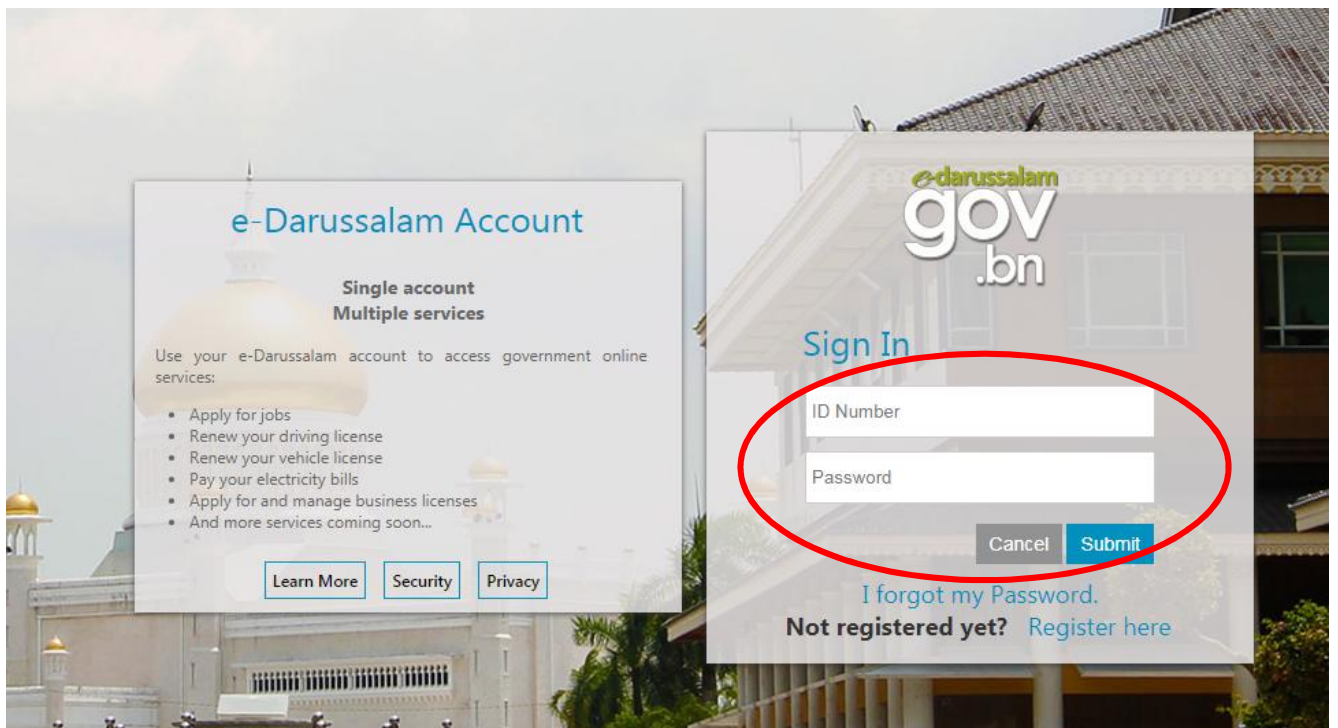 e-Darussalam Account
Single account
Multiple services
Use your e-Darussalam account to access government online
services:
• Apply for jobs
• Renew your driving license
• Renew your vehicle license
• Pay your electricity bills
• Apply for and manage business licenses
• And more services coming soon...
Learn More Security Privacy
e-darussalam
gov
.bn
Sign In
ID Number
Password
Cancel Submit
I forgot my Password.
Not registered yet? Register here